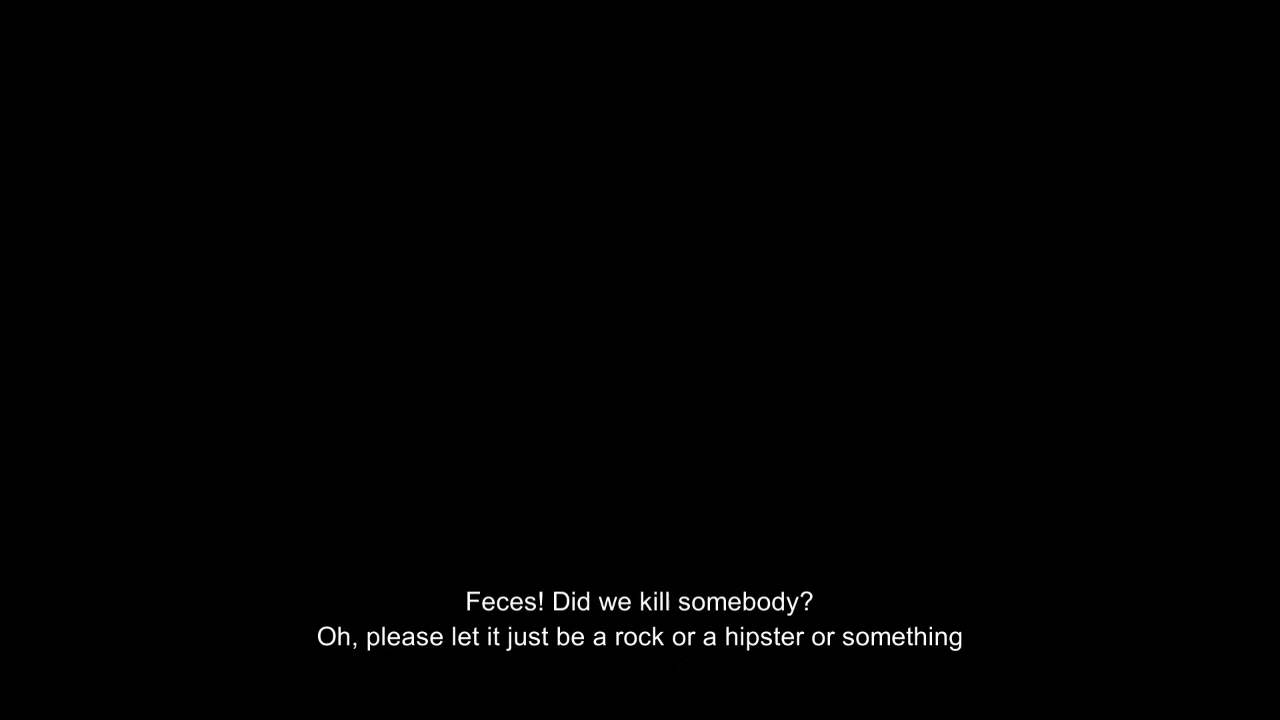 Feces! Did we kill somebody?
Oh, please let it just be a rock or a hipster or something